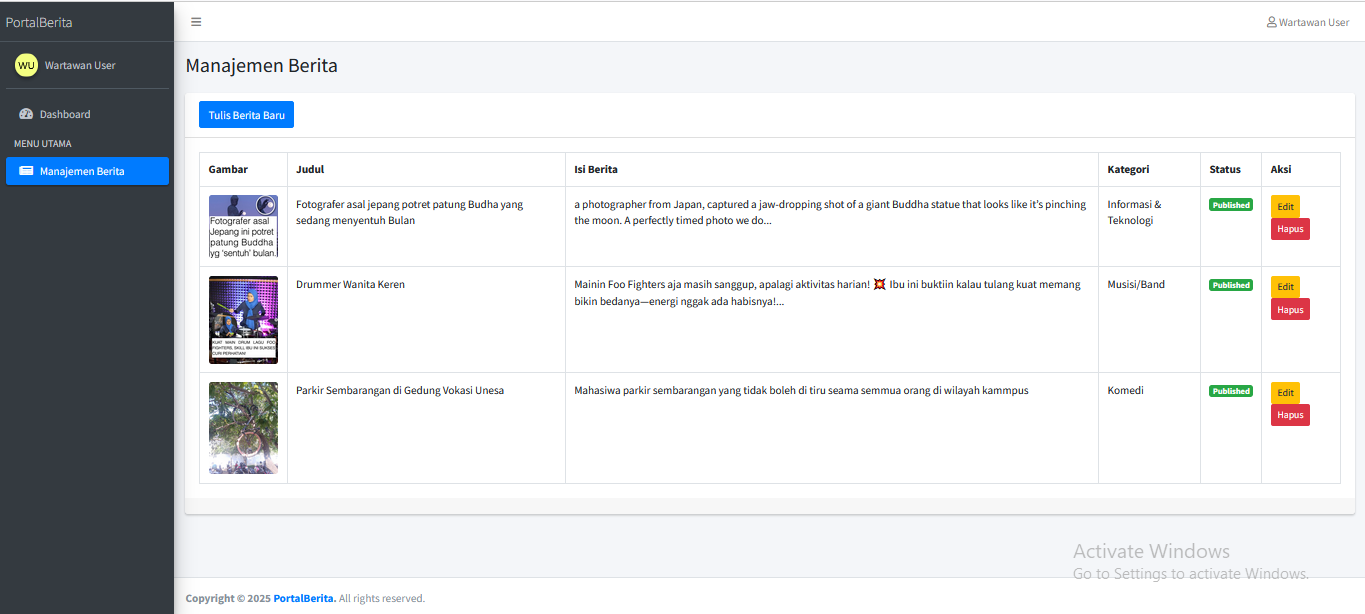 PortalBerita
Wartawan User
WU Wartawan User
Manajemen Berita
Dashboard
MENU UTAMA
Manajemen Berita
Tulis Berita Baru
Gambar Judul Isi Berita Kategori Status Aksi
Fotografer asal
Jepang ini potret
patung Buddha
yg 'sentuh' bulan.
Fotografer asal jepang potret patung Budha yang
sedang menyentuh Bulan
a photographer from Japan, captured a jaw-dropping shot of a giant Buddha statue that looks like it's pinching
the moon. A perfectly timed photo we do...
Informasi &
Teknologi
Published
Edit
Hapus
KUAT MAIN DRUM LAGU FOO
FIGHTERS, SKILL IBU INI SUKSES
CURI PERHATIAN!
Drummer Wanita Keren
Mainin Foo Fighters aja masih sanggup, apalagi aktivitas harian! 💥 Ibu ini buktiin kalau tulang kuat memang
bikin bedanya—energi nggak ada habisnya!...
Musisi/Band
Published
Edit
Hapus
Parkir Sembarangan di Gedung Vokasi Unesa
Mahasiwa parkir sembarangan yang tidak boleh di tiru seama semmua orang di wilayah kammpus
Komedi
Published
Edit
Hapus
Activate Windows
Go to Settings to activate Windows.
Copyright © 2025 PortalBerita. All rights reserved.